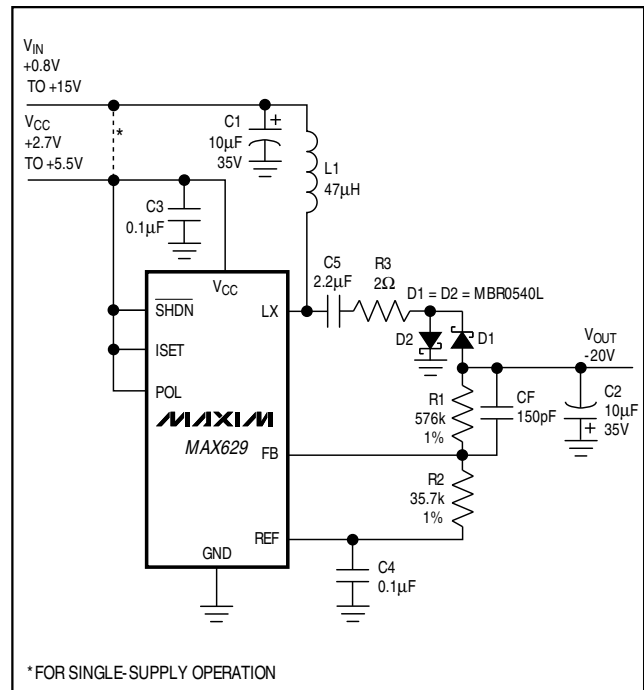 VIN
+0.8V
TO +15V
VCC
+2.7V
TO +5.5V
*
C1
10µF
35V
L1
47µH
C3
0.1µF
C5
2.2µF
R3
2Ω
D1 = D2 = MBR0540L
VCC
SHDN
LX
ISET
POL
MAXIM
MAX629
FB
REF
GND
D2
D1
VOUT
-20V
R1
576k
1%
CF
150pF
C2
10µF
35V
+
+
R2
35.7k
1%
C4
0.1µF
*FOR SINGLE-SUPPLY OPERATION